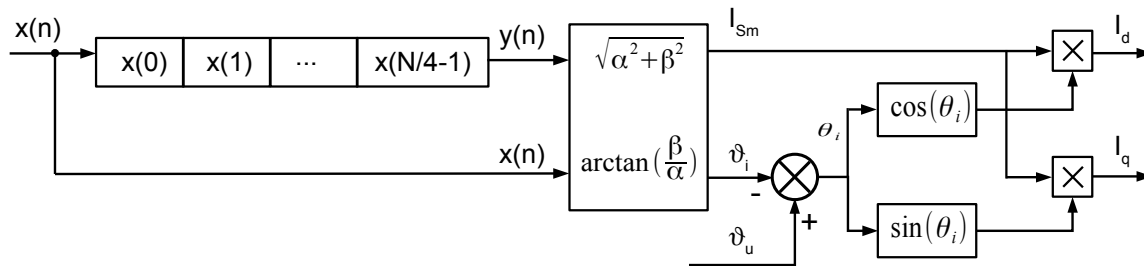 x(n)
x(0) x(1) ... x(N/4-1)
y(n)
x(n)
√α²+β²
arctan(β/α)
I_Sm
ϑ_i
-
+
ϑ_u
θ_i
cos(θ_i)
sin(θ_i)
×
I_d
×
I_q